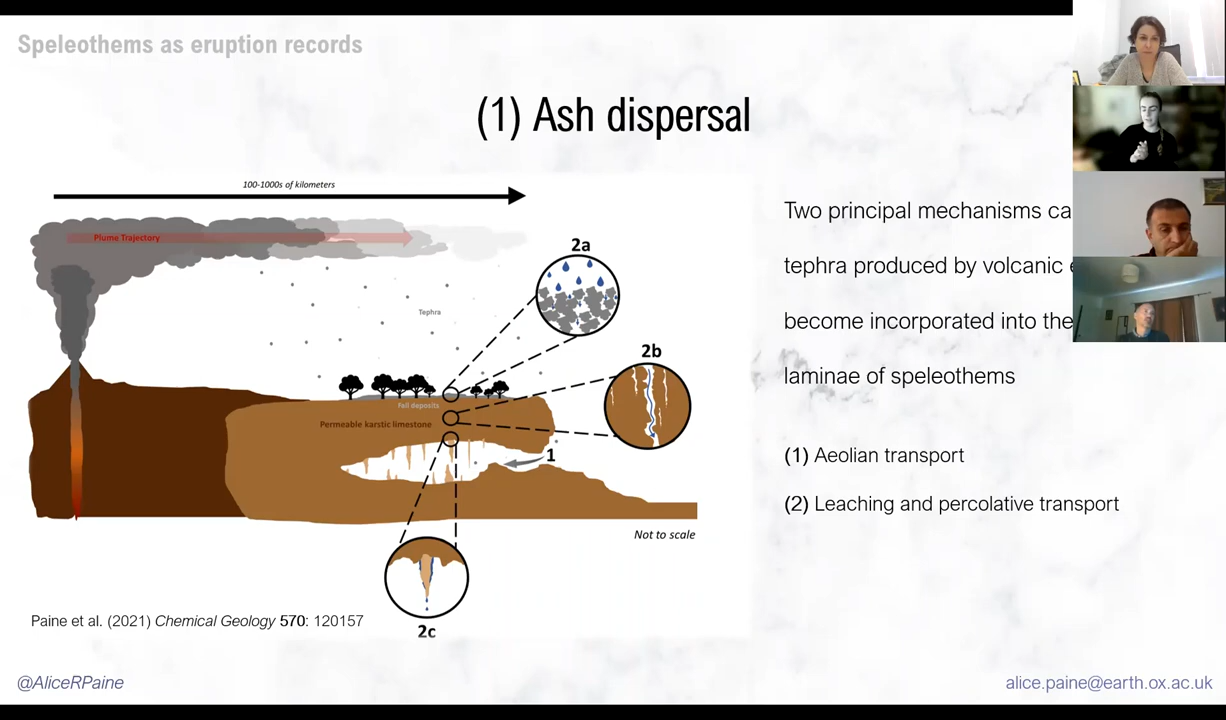 Speleothems as eruption records
(1) Ash dispersal
100-1000s of kilometers
Plume Trajectory
2a
Tephra
2b
Fall deposits
Permeable karstic limestone
1
Not to scale
2c
Paine et al. (2021) Chemical Geology 570: 120157
Two principal mechanisms
tephra produced by volcanic
become incorporated into the
laminae of speleothems
(1) Aeolian transport
(2) Leaching and percolative transport
@AliceRPaine
alice.paine@earth.ox.ac.uk